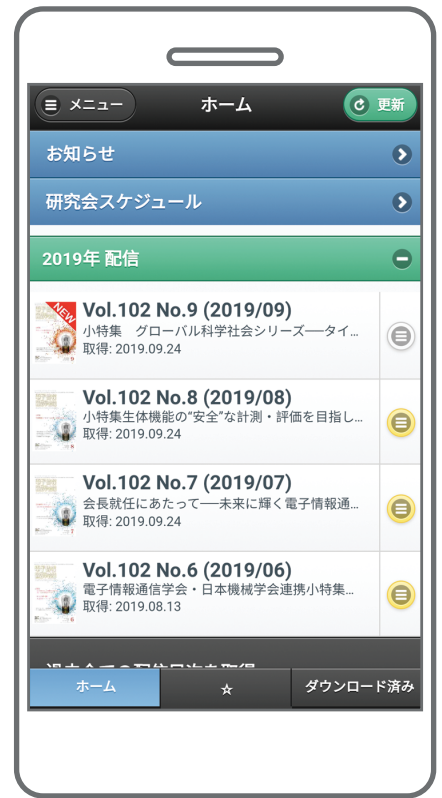 メニュー
ホーム
更新
お知らせ
研究会スケジュール
2019年 配信
NEW
Vol.102 No.9 (2019/09)
小特集 グローバル科学社会シリーズ──タイ...
取得: 2019.09.24
Vol.102 No.8 (2019/08)
小特集生体機能の“安全”な計測・評価を目指し...
取得: 2019.09.24
Vol.102 No.7 (2019/07)
会長就任にあたって──未来に輝く電子情報通...
取得: 2019.09.24
Vol.102 No.6 (2019/06)
電子情報通信学会・日本機械学会連携小特集...
取得: 2019.08.13
ホーム
☆
ダウンロード済み